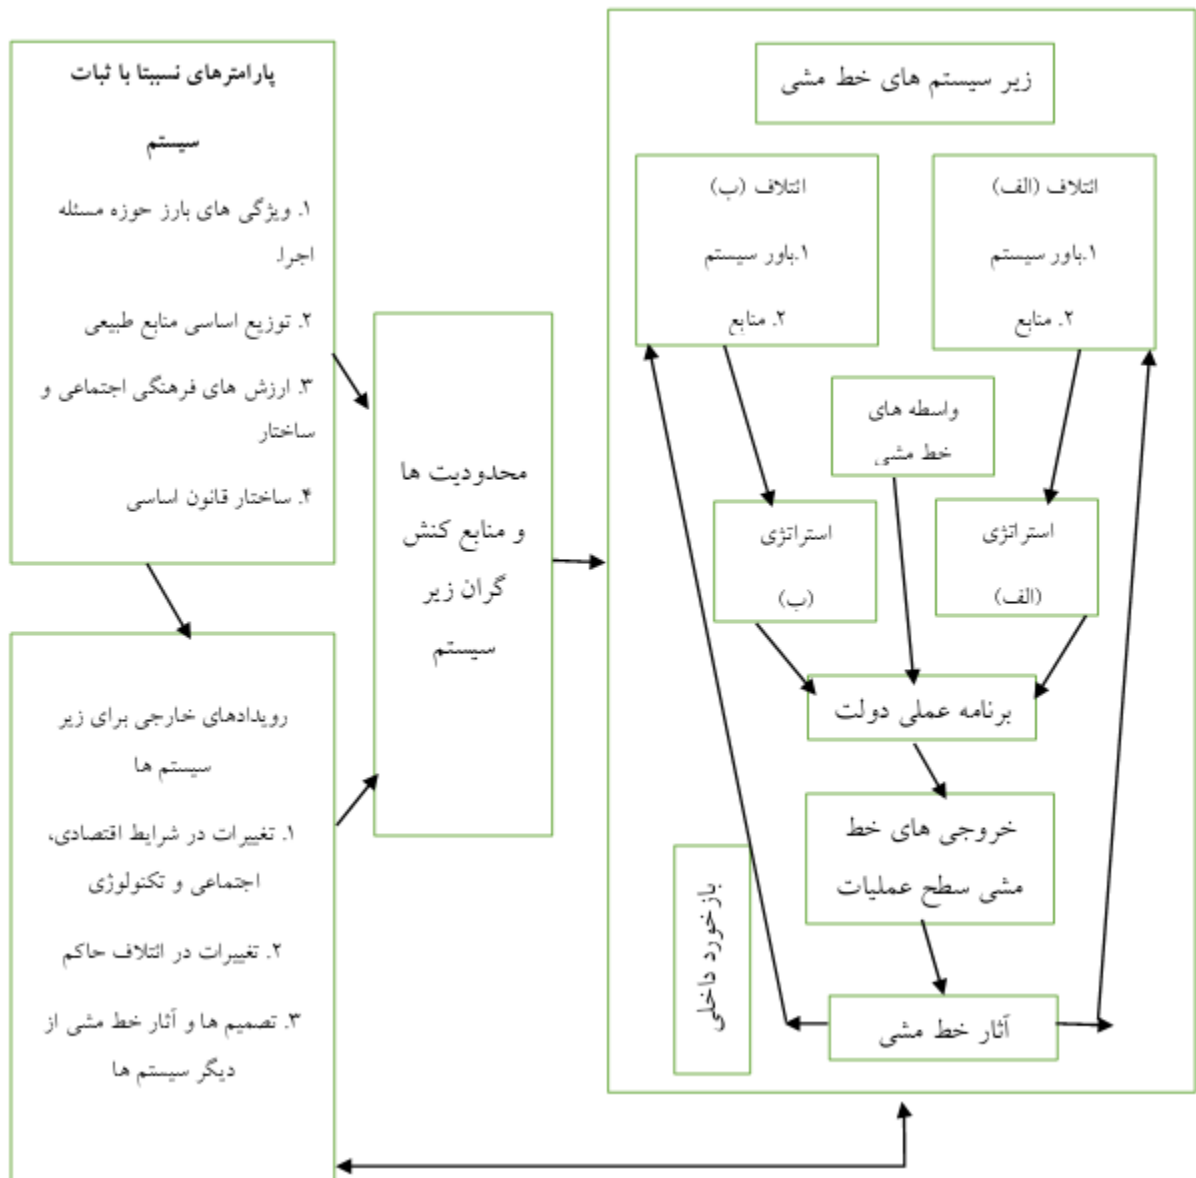 پارامترهای نسبتا با ثبات
سیستم
۱. ویژگی های بارز حوزه مسئله
اجرا.
۲. توزیع اساسی منابع طبیعی
۳. ارزش های فرهنگی اجتماعی و
ساختار
۴. ساختار قانون اساسی
رویدادهای خارجی برای زیر
سیستم ها
۱. تغییرات در شرایط اقتصادی،
اجتماعی و تکنولوژی
۲. تغییرات در ائتلاف حاکم
۳. تصمیم ها و آثار خط مشی از
دیگر سیستم ها
محدودیت ها
و منابع کنش
گران زیر
سیستم
زیر سیستم های خط مشی
ائتلاف (الف)
۱.باور سیستم
۲. منابع
ائتلاف (ب)
۱.باور سیستم
۲. منابع
واسطه های
خط مشی
استراتژی
(الف)
استراتژی
(ب)
برنامه عملی دولت
خروجی های خط
مشی سطح عملیات
آثار خط مشی
بازخورد داخلی